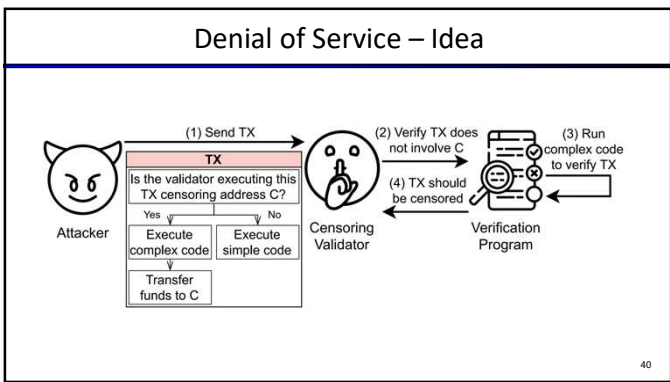 Denial of Service – Idea
(1) Send TX
TX
Is the validator executing this
TX censoring address C?
Yes
No
Execute
complex code
Execute
simple code
Transfer
funds to C
Attacker
(2) Verify TX does
not involve C
(4) TX should
be censored
Censoring
Validator
(3) Run
complex code
to verify TX
Verification
Program
40